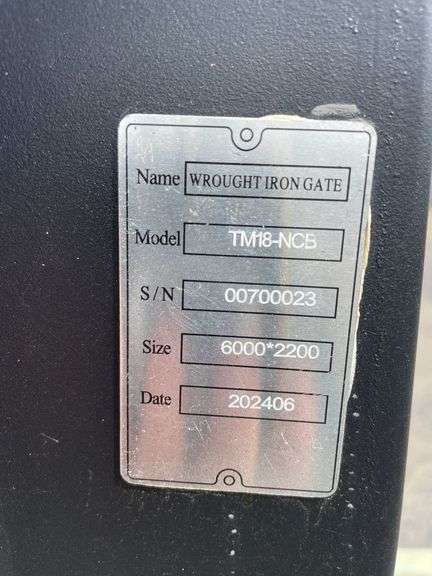 Name WROUGHT IRON GATE
Model TM18-NCB
S/N 00700023
Size 6000*2200
Date 202406